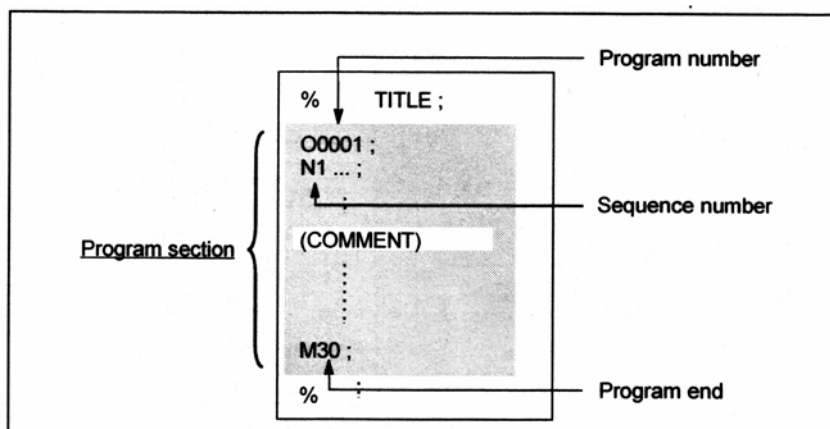 Program number
% TITLE ;
O0001 ;
N1 ... ;
Sequence number
(COMMENT)
Program section
M30 ;
%
Program end